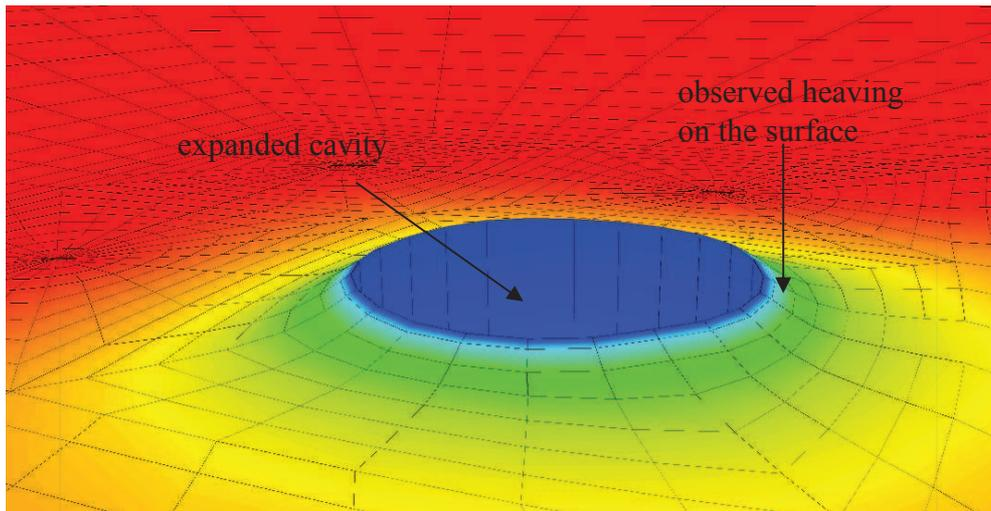 observed heaving
on the surface
expanded cavity